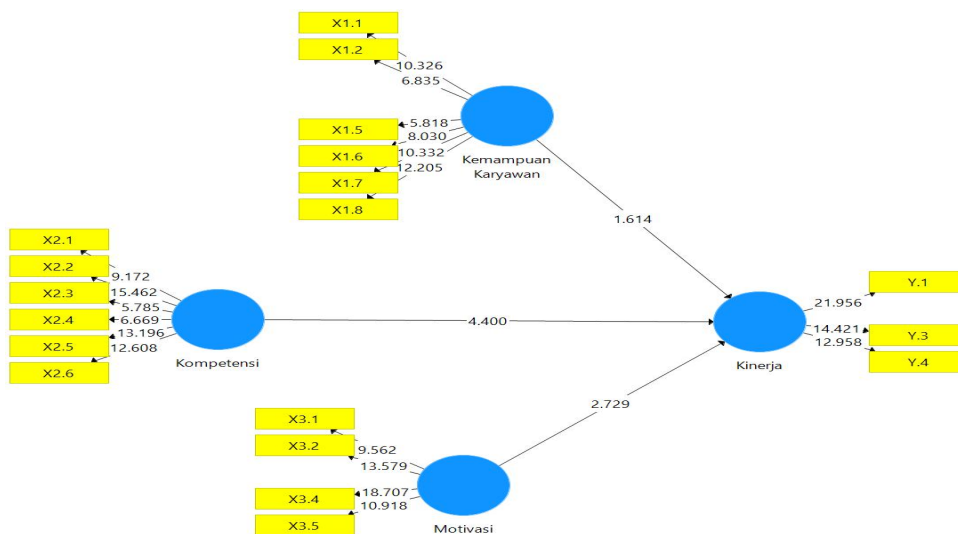 X1.1
X1.2
10.326
6.835
X1.5
X1.6
X1.7
X1.8
5.818
8.030
10.332
12.205
Kemampuan
Karyawan
1.614
X2.1
X2.2
X2.3
X2.4
X2.5
X2.6
9.172
15.462
5.785
6.669
13.196
12.608
Kompetensi
4.400
Kinerja
21.956
14.421
12.958
Y.1
Y.3
Y.4
2.729
X3.1
X3.2
X3.4
X3.5
9.562
13.579
18.707
10.918
Motivasi